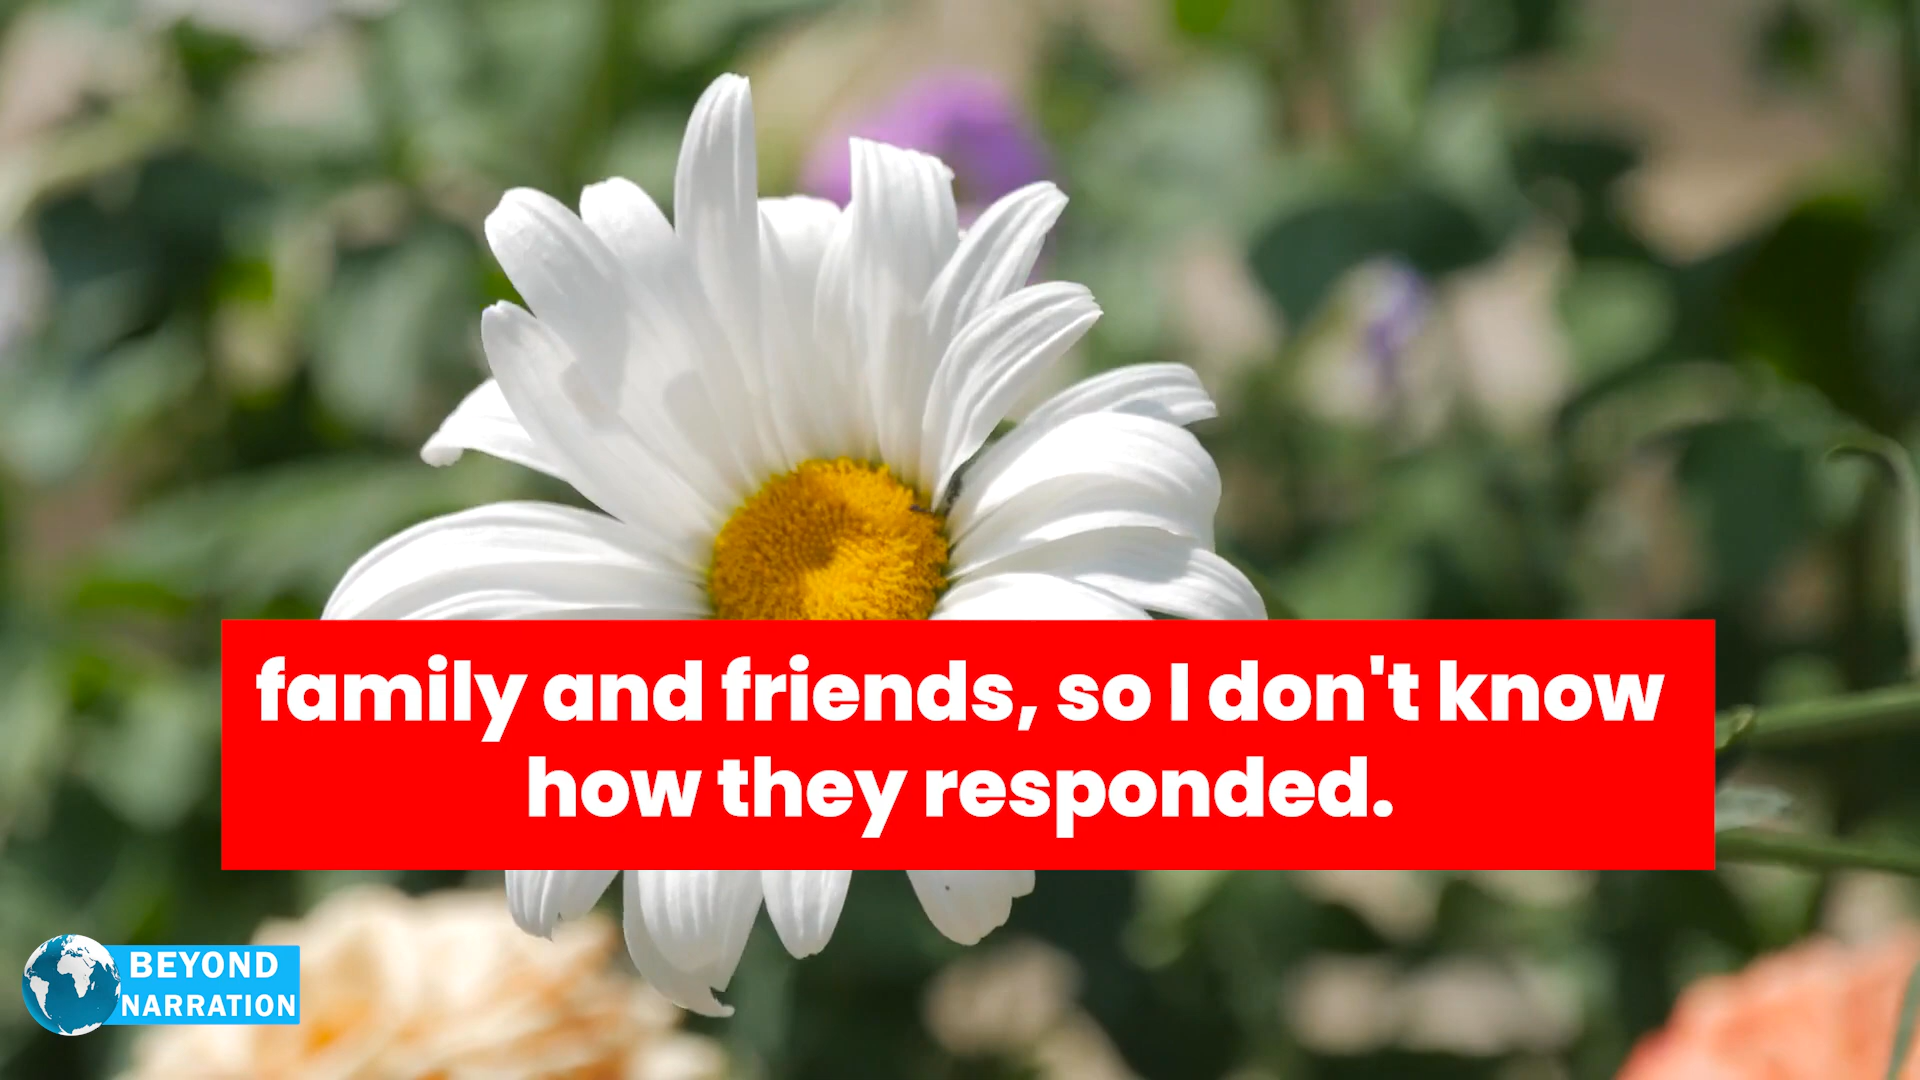 family and friends, so I don't know
how they responded.
BEYOND
NARRATION